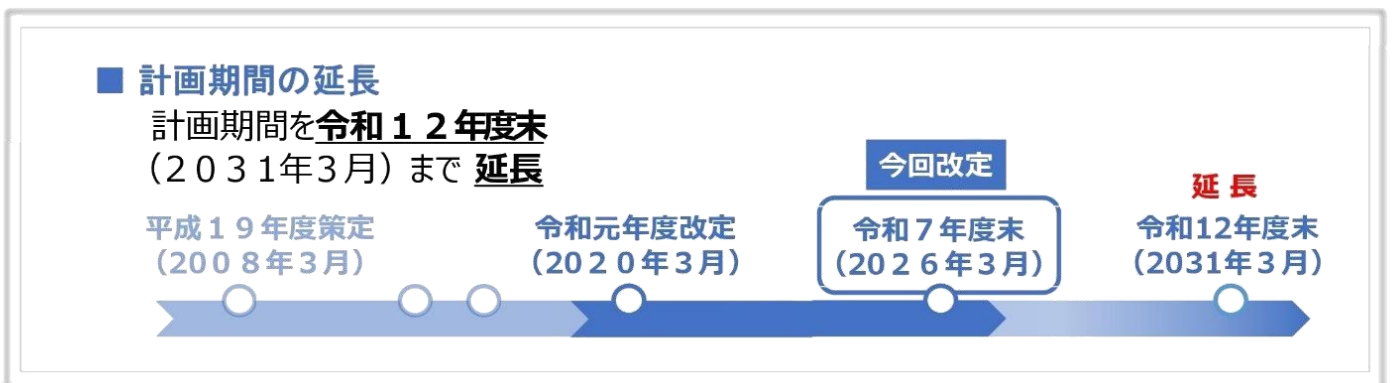 ■ 計画期間の延長
計画期間を令和１２年度末
（２０３１年３月）まで 延長
今回改定
延 長
平成１９年度策定
（２００８年３月）
令和元年度改定
（２０２０年３月）
令和７年度末
（２０２６年３月）
令和12年度末
（2031年３月）